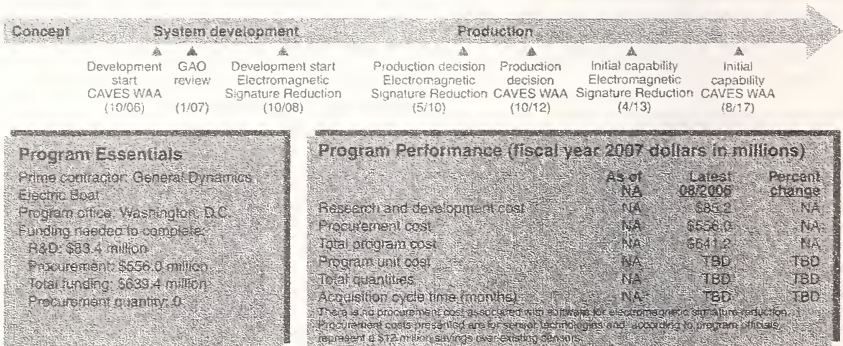 Concept
System development
Production
Development start CAVES WAA (10/06)
GAO review (1/07)
Development start Electromagnetic Signature Reduction (10/08)
Production decision Electromagnetic Signature Reduction (5/10)
Production decision CAVES WAA (10/12)
Initial capability Electromagnetic Signature Reduction (4/13)
Initial capability CAVES WAA (8/17)
Program Essentials
Prime contractor: General Dynamics
Electric Boat
Program office: Washington, D.C.
Funding needed to complete:
R&D: $83.4 million
Procurement: $556.0 million
Total funding: $639.4 million
Procurement quantity: 0
Program Performance (fiscal year 2007 dollars in millions)
As of NA Latest 08/2006 Percent change
Research and development cost NA $85.2 NA
Procurement cost NA $556.0 NA
Total program cost NA $641.2 NA
Program unit cost NA TBD TBD
Total quantities NA TBD TBD
Acquisition cycle time (months) NA TBD TBD
There is no procurement cost associated with software for electromagnetic signature reduction.
Procurement costs presented are for sensor technologies and, according to program officials,
represent a $12 million savings over existing sensors.